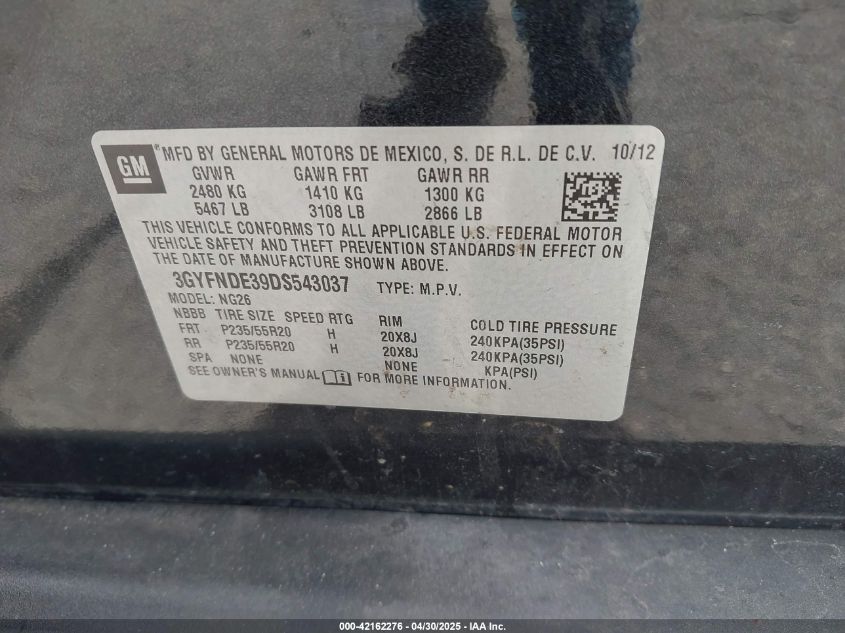 GM ® MFD BY GENERAL MOTORS DE MEXICO, S. DE R.L. DE C.V. 10/12
GVWR GAWR FRT GAWR RR
2480 KG 1410 KG 1300 KG
5467 LB 3108 LB 2866 LB
THIS VEHICLE CONFORMS TO ALL APPLICABLE U.S. FEDERAL MOTOR
VEHICLE SAFETY AND THEFT PREVENTION STANDARDS IN EFFECT ON
THE DATE OF MANUFACTURE SHOWN ABOVE.
3GYFNDE39DS543037 TYPE: M.P.V.
MODEL: NG26
NBBB TIRE SIZE SPEED RTG RIM COLD TIRE PRESSURE
FRT P235/55R20 H 20X8J 240KPA(35PSI)
RR P235/55R20 H 20X8J 240KPA(35PSI)
SPA NONE NONE KPA(PSI)
SEE OWNER'S MANUAL FOR MORE INFORMATION.
000-42162276 - 04/30/2025 - IAA Inc.